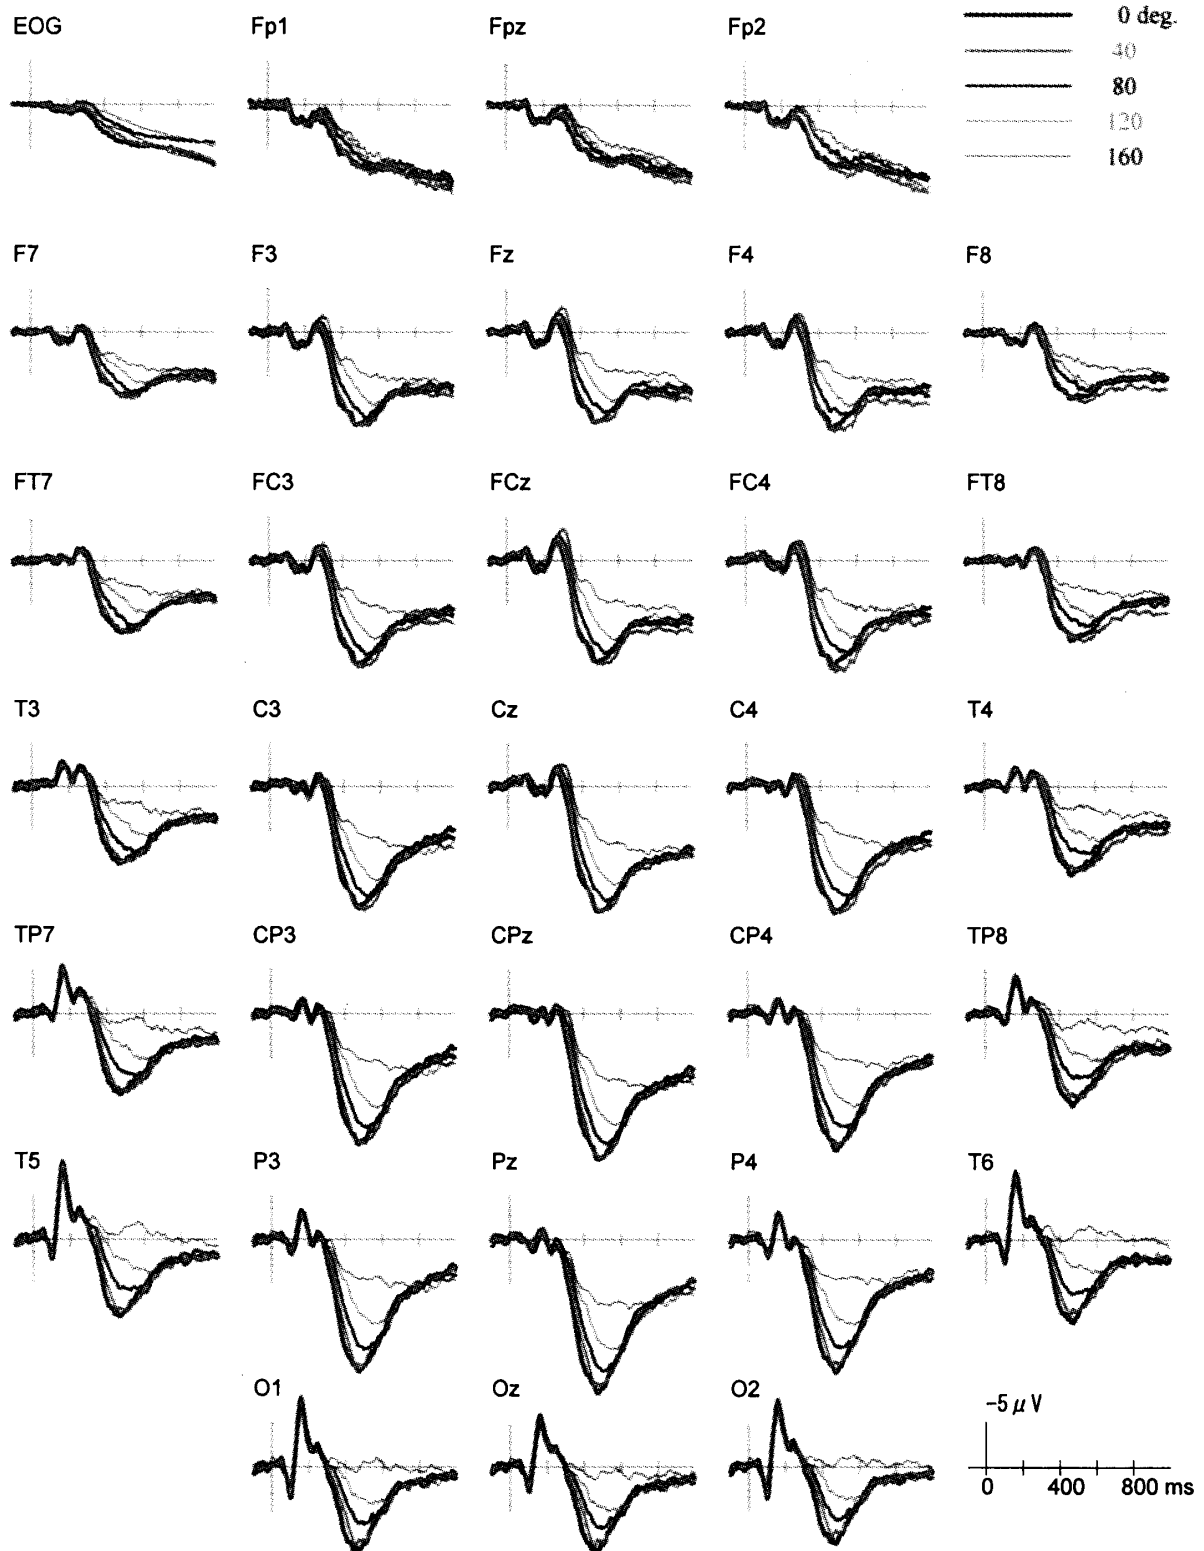 EOG Fp1 Fpz Fp2 0 deg.
40
80
120
160
F7 F3 Fz F4 F8
FT7 FC3 FCz FC4 FT8
T3 C3 Cz C4 T4
TP7 CP3 CPz CP4 TP8
T5 P3 Pz P4 T6
O1 Oz O2
-5 μV
0 400 800 ms